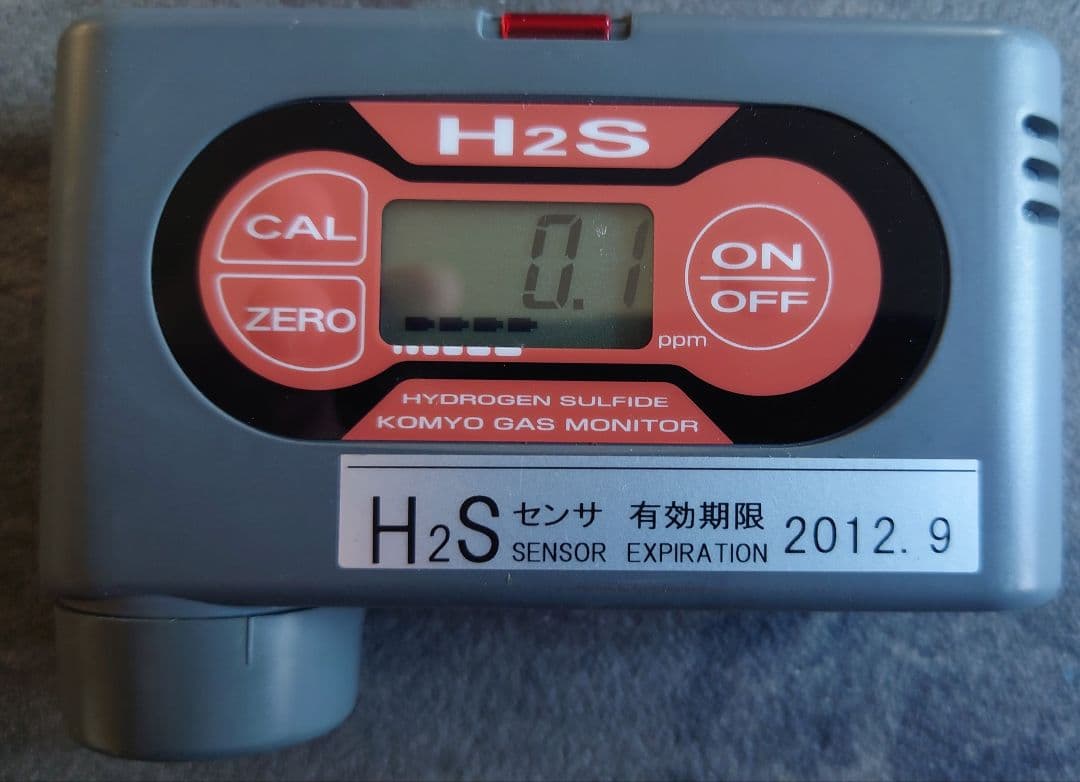 H2S
CAL
ZERO
0.1
ppm
ON
OFF
HYDROGEN SULFIDE
KOMYO GAS MONITOR
H2S センサ 有効期限 2012.9
SENSOR EXPIRATION